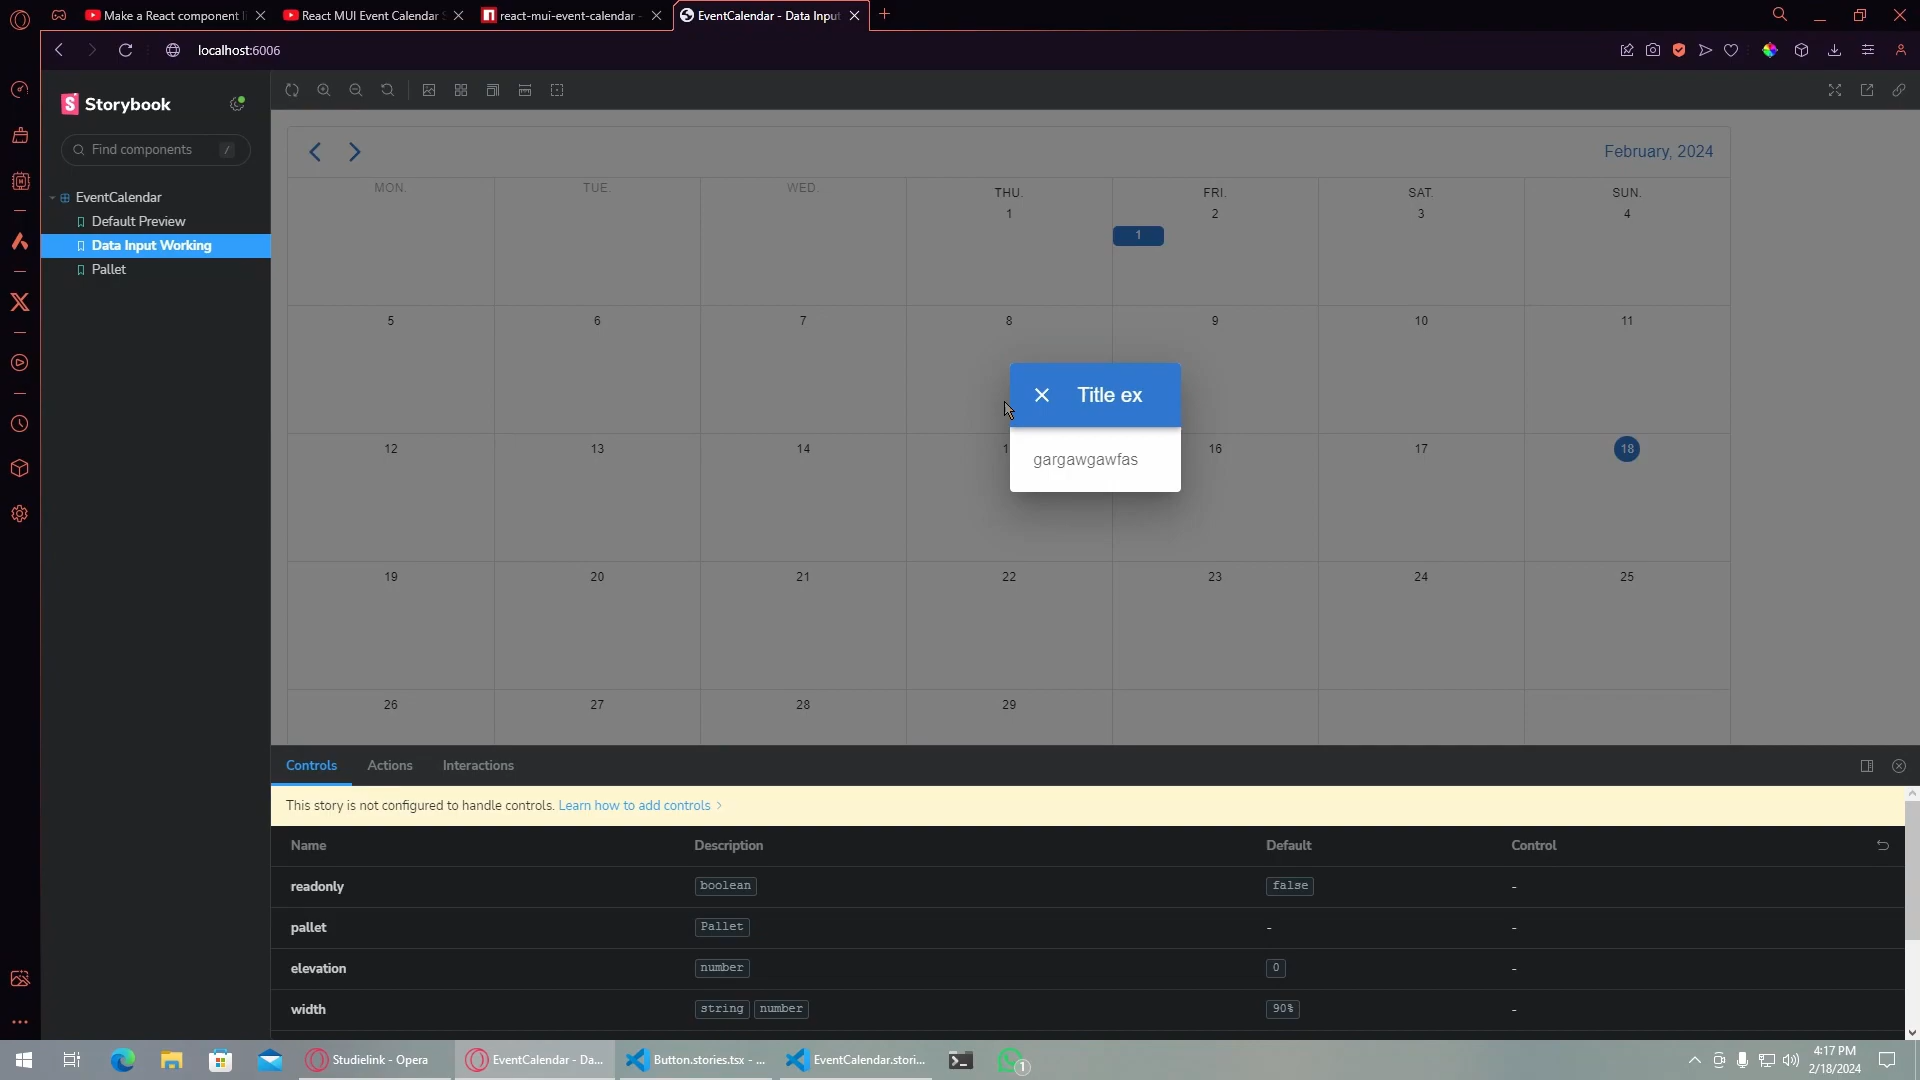 Make a React component li
React MUI Event Calendar S
react-mui-event-calendar -
EventCalendar - Data Input
localhost:6006
Storybook
Find components
/
EventCalendar
Default Preview
Data Input Working
Pallet
February, 2024
MON. TUE. WED. THU. FRI. SAT. SUN.
1 2 3 4
1
5 6 7 8 9 10 11
Title ex
12 13 14 1 16 17 18
gargawgawfas
19 20 21 22 23 24 25
26 27 28 29
Controls Actions Interactions
This story is not configured to handle controls. Learn how to add controls
Name Description Default Control
readonly boolean false -
pallet Pallet - -
elevation number 0 -
width string number 90% -
Studielink - Opera
EventCalendar - Da...
Button.stories.tsx - ...
EventCalendar.stori...
1
4:17 PM
2/18/2024